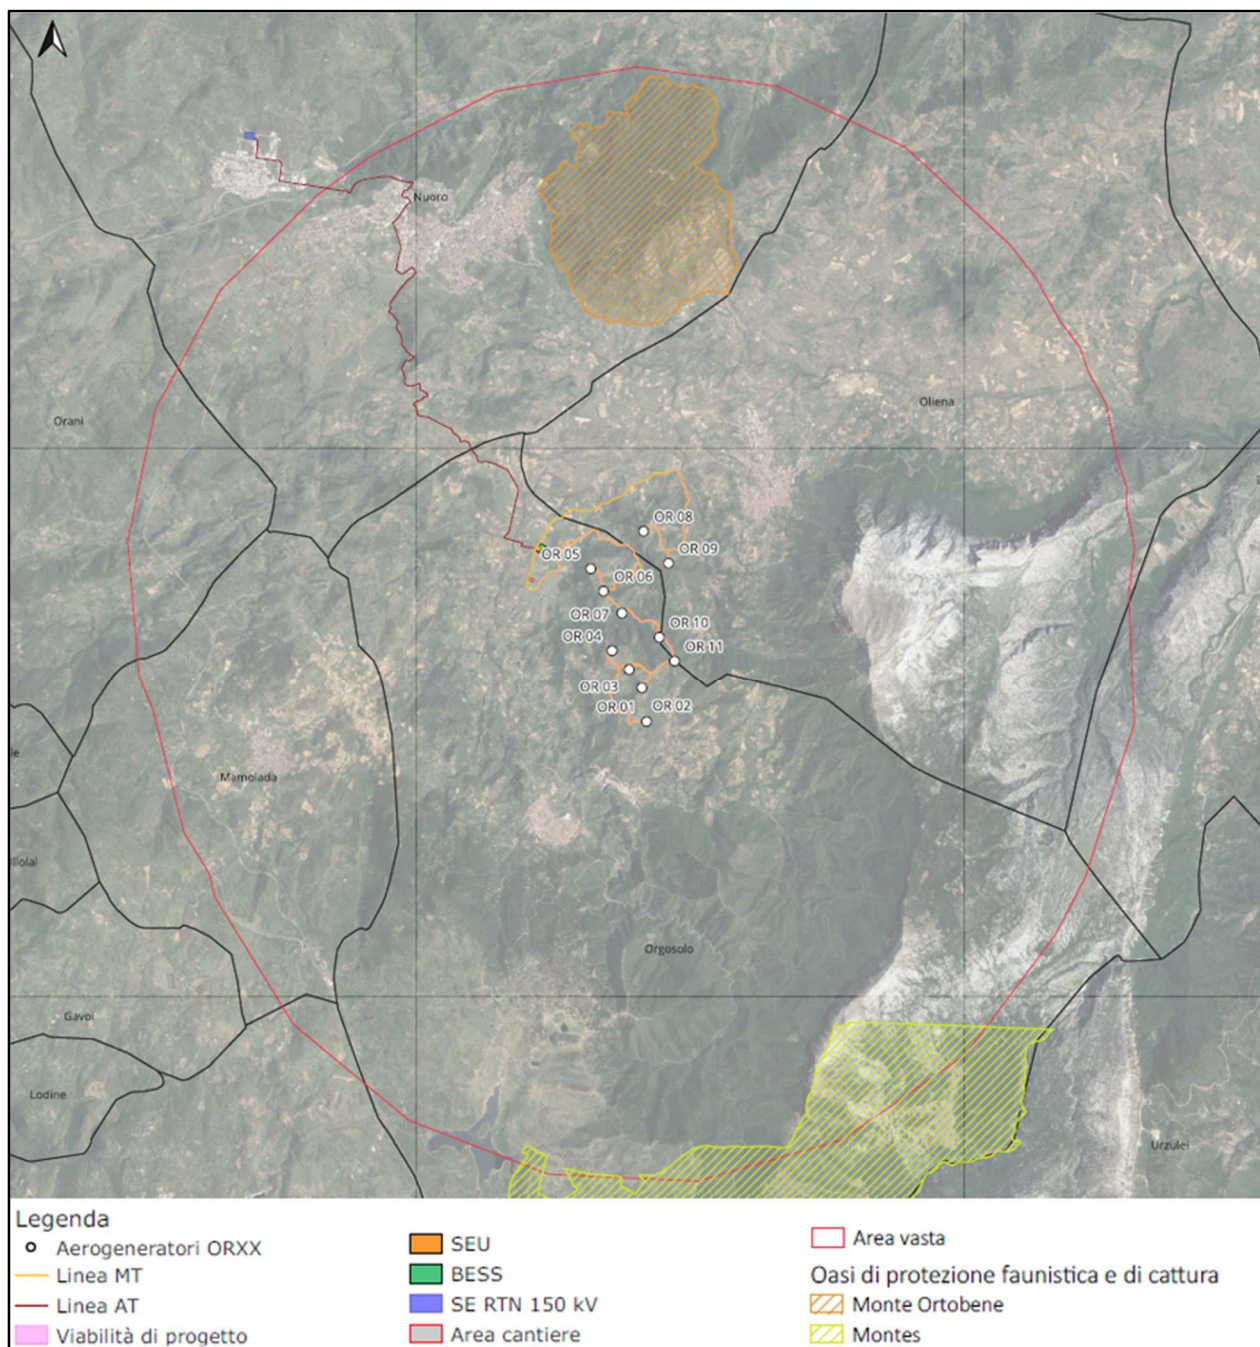 Nuoro
Orani
Oliena
OR 08
OR 05
OR 09
OR 06
OR 07
OR 10
OR 04
OR 11
OR 03
OR 01
OR 02
le
Mamoiada
llolai
Orgosolo
Gavoi
Lodine
Urzulei
Legenda
Aerogeneratori ORXX
Linea MT
Linea AT
Viabilità di progetto
SEU
BESS
SE RTN 150 kV
Area cantiere
Area vasta
Oasi di protezione faunistica e di cattura
Monte Ortobene
Montes